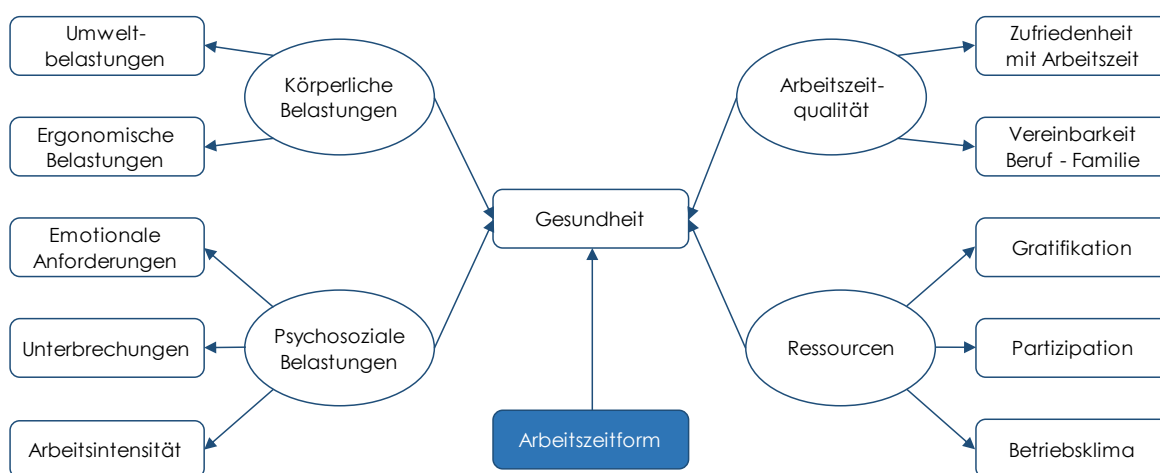 Umwelt-
belastungen
Ergonomische
Belastungen
Emotionale
Anforderungen
Unterbrechungen
Arbeitsintensität
Körperliche
Belastungen
Psychosoziale
Belastungen
Gesundheit
Arbeitszeitform
Arbeitszeit-
qualität
Ressourcen
Zufriedenheit
mit Arbeitszeit
Vereinbarkeit
Beruf - Familie
Gratifikation
Partizipation
Betriebsklima